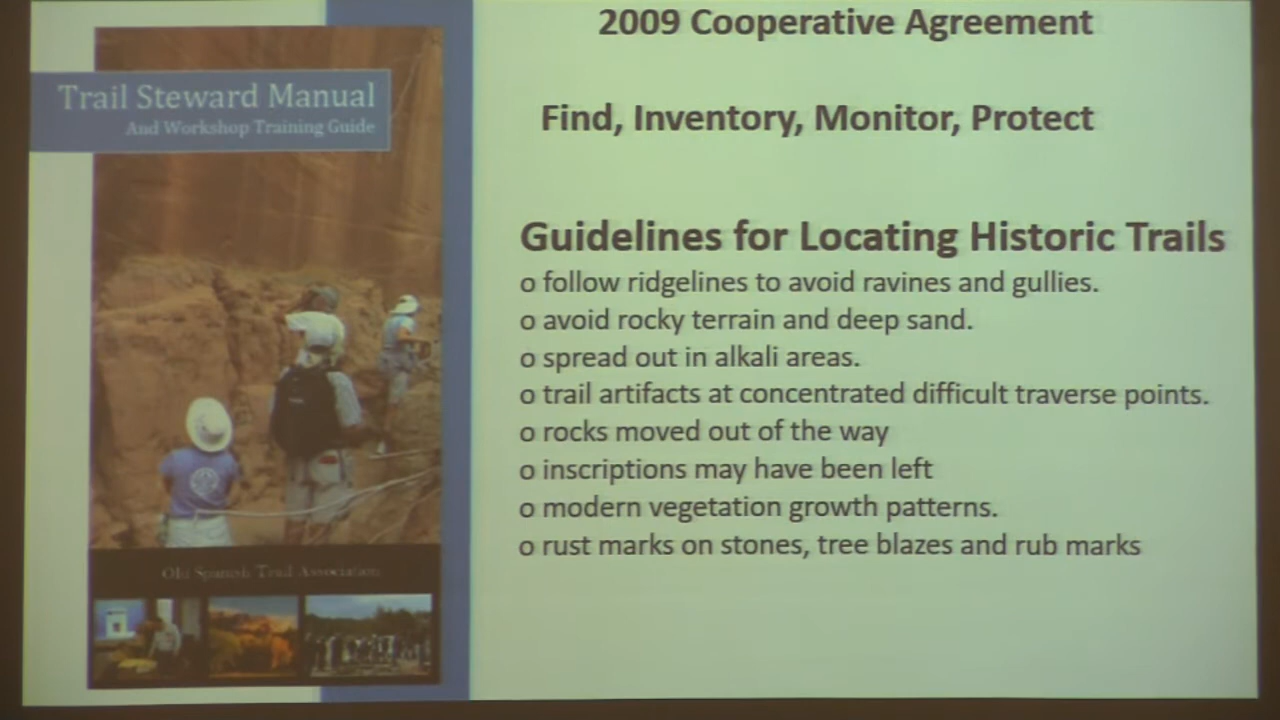 Trail Steward Manual
And Workshop Training Guide
Old Spanish Trail Association
2009 Cooperative Agreement
Find, Inventory, Monitor, Protect
Guidelines for Locating Historic Trails
o follow ridgelines to avoid ravines and gullies.
o avoid rocky terrain and deep sand.
o spread out in alkali areas.
o trail artifacts at concentrated difficult traverse points.
o rocks moved out of the way
o inscriptions may have been left
o modern vegetation growth patterns.
o rust marks on stones, tree blazes and rub marks